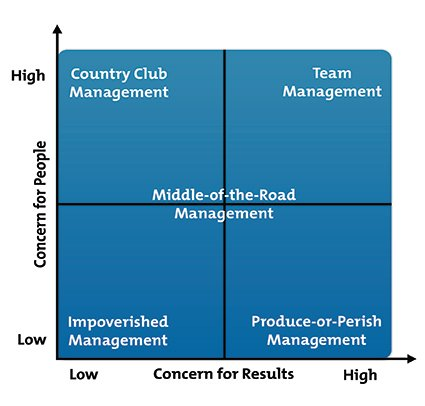 High
Country Club
Management
Team
Management
Concern for People
Middle-of-the-Road
Management
Impoverished
Management
Produce-or-Perish
Management
Low
Low
Concern for Results
High